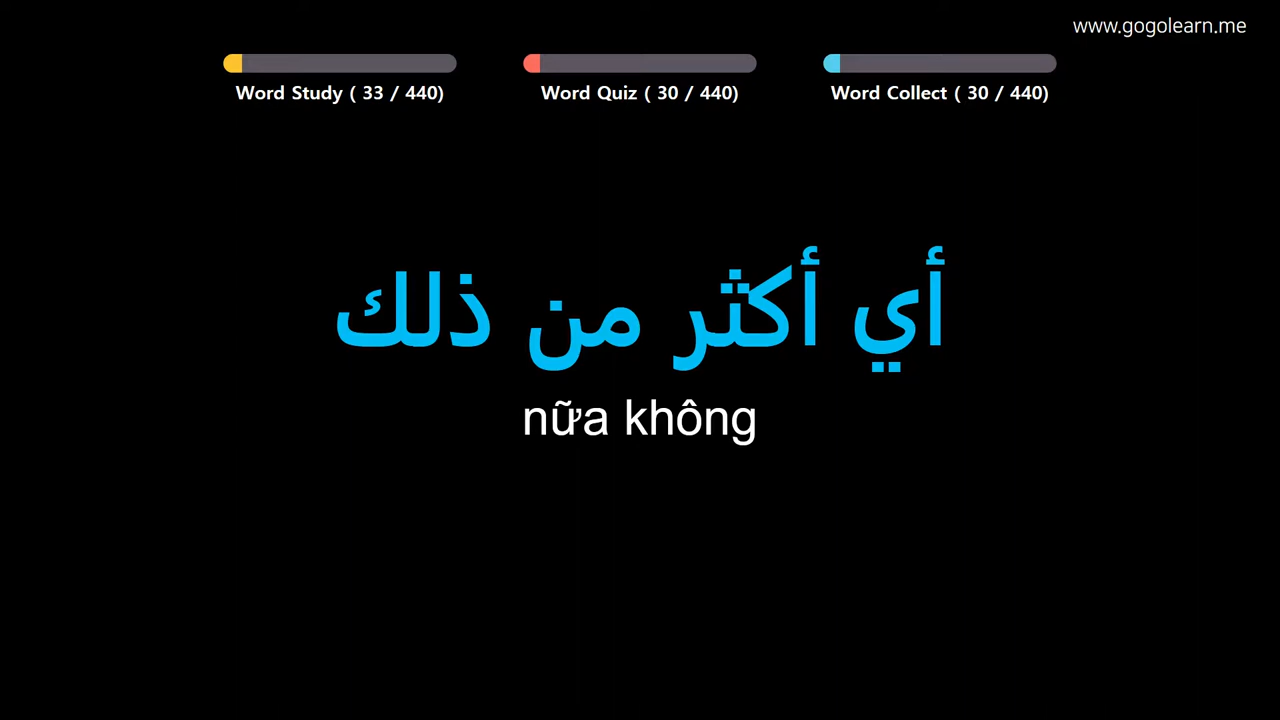 www.gogolearn.me
Word Study ( 33 / 440)
Word Quiz ( 30 / 440)
Word Collect ( 30 / 440)
أي أكثر من ذلك
nữa không